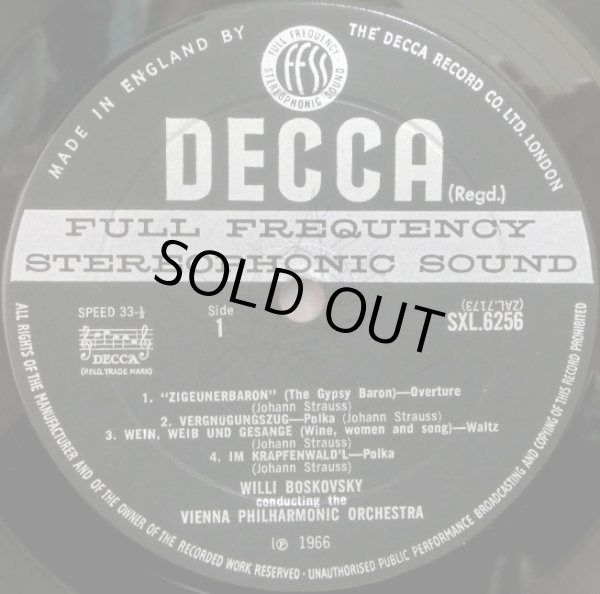 MADE IN ENGLAND BY
THE DECCA RECORD CO. LTD. LONDON
FULL FREQUENCY
FFSS
STEREOPHONIC SOUND
DECCA (Regd.)
FULL FREQUENCY
STEREOPHONIC SOUND
SOLD OUT
SPEED 33-⅓
Side
1
(ZAL.7173)
SXL.6256
DECCA
(REGD. TRADE MARK)
1. "ZIGEUNERBARON" (The Gypsy Baron)—Overture
(Johann Strauss)
2. VERGNUGUNGSZUG—Polka (Johann Strauss)
3. WEIN, WEIB UND GESANGE (Wine, women and song)—Waltz
(Johann Strauss)
4. IM KRAPFENWALD'L—Polka
(Johann Strauss)
WILLI BOSKOVSKY
conducting the
VIENNA PHILHARMONIC ORCHESTRA
℗ 1966
ALL RIGHTS OF THE MANUFACTURER AND OF THE OWNER OF THE RECORDED WORK RESERVED · UNAUTHORISED PUBLIC PERFORMANCE BROADCASTING AND COPYING OF THIS RECORD PROHIBITED